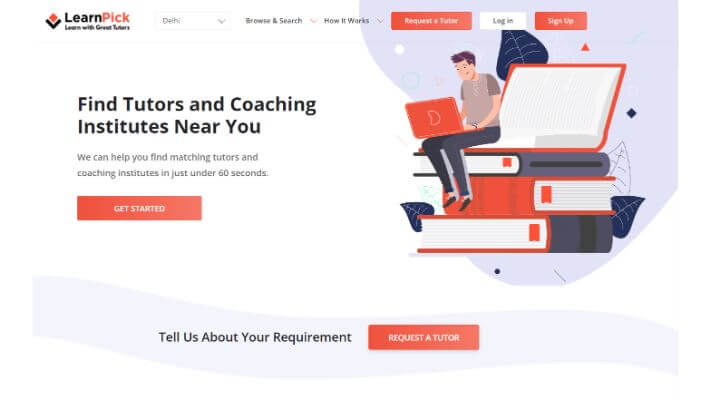 LearnPick
Learn with Great Tutors
Delhi
Browse & Search
How It Works
Request a Tutor
Log in
Sign Up
Find Tutors and Coaching
Institutes Near You
We can help you find matching tutors and
coaching institutes in just under 60 seconds.
GET STARTED
Tell Us About Your Requirement
REQUEST A TUTOR